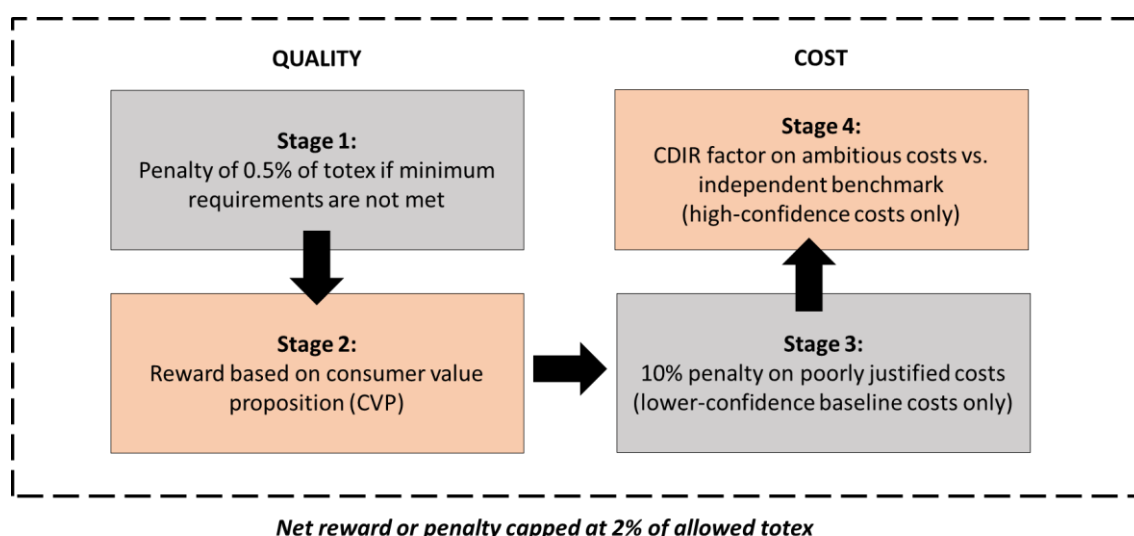 QUALITY
Stage 1:
Penalty of 0.5% of totex if minimum
requirements are not met
Stage 2:
Reward based on consumer value
proposition (CVP)
COST
Stage 4:
CDIR factor on ambitious costs vs.
independent benchmark
(high-confidence costs only)
Stage 3:
10% penalty on poorly justified costs
(lower-confidence baseline costs only)
Net reward or penalty capped at 2% of allowed totex